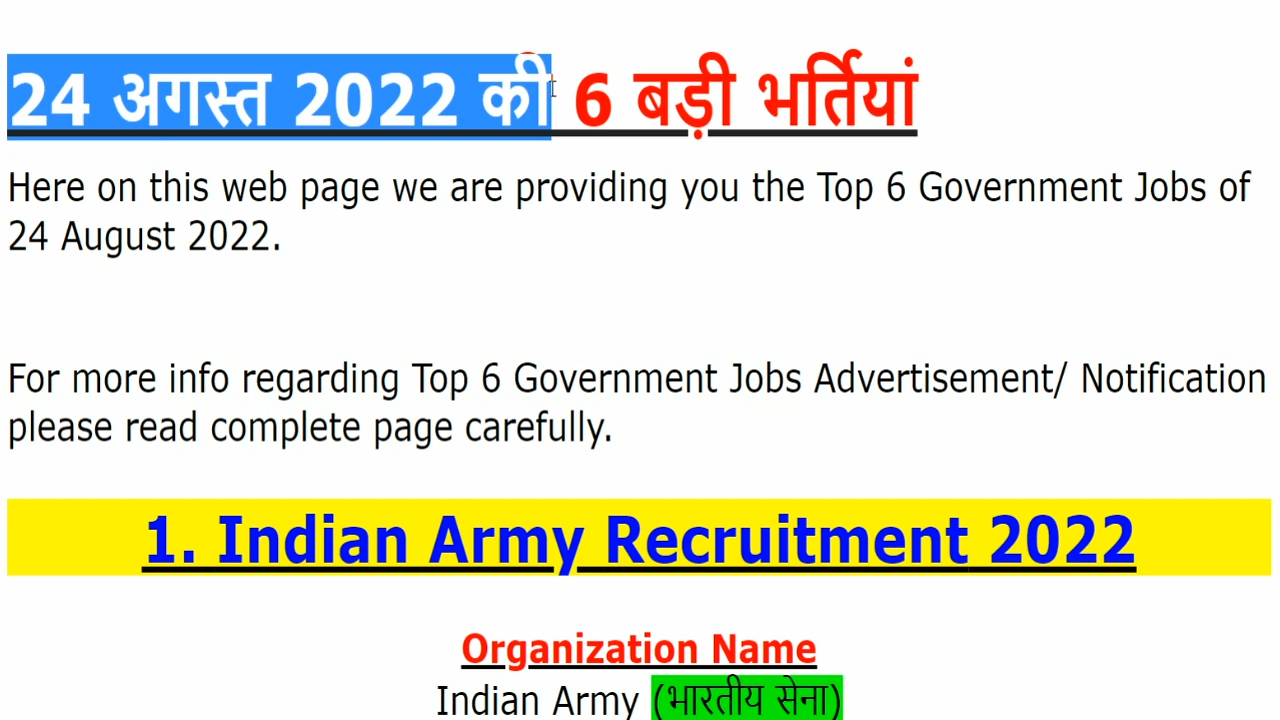 24 अगस्त 2022 की 6 बड़ी भर्तियां
Here on this web page we are providing you the Top 6 Government Jobs of
24 August 2022.
For more info regarding Top 6 Government Jobs Advertisement/ Notification
please read complete page carefully.
1. Indian Army Recruitment 2022
Organization Name
Indian Army (भारतीय सेना)